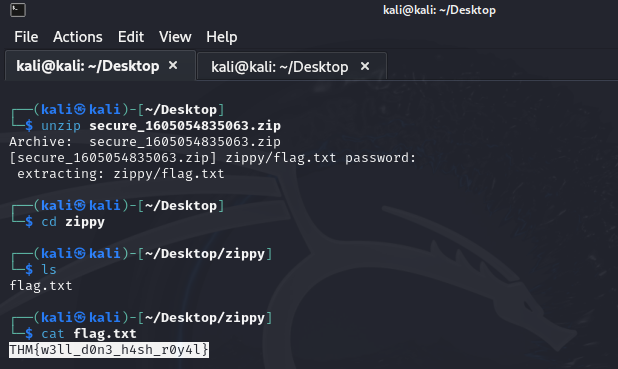 kali@kali: ~/Desktop
File Actions Edit View Help
kali@kali: ~/Desktop × kali@kali: ~/Desktop ×
┌──(kali㉿kali)-[~/Desktop]
└─$ unzip secure_1605054835063.zip
Archive:  secure_1605054835063.zip
[secure_1605054835063.zip] zippy/flag.txt password:
 extracting: zippy/flag.txt
┌──(kali㉿kali)-[~/Desktop]
└─$ cd zippy
┌──(kali㉿kali)-[~/Desktop/zippy]
└─$ ls
flag.txt
┌──(kali㉿kali)-[~/Desktop/zippy]
└─$ cat flag.txt
THM{w3ll_d0n3_h4sh_r0y4l}